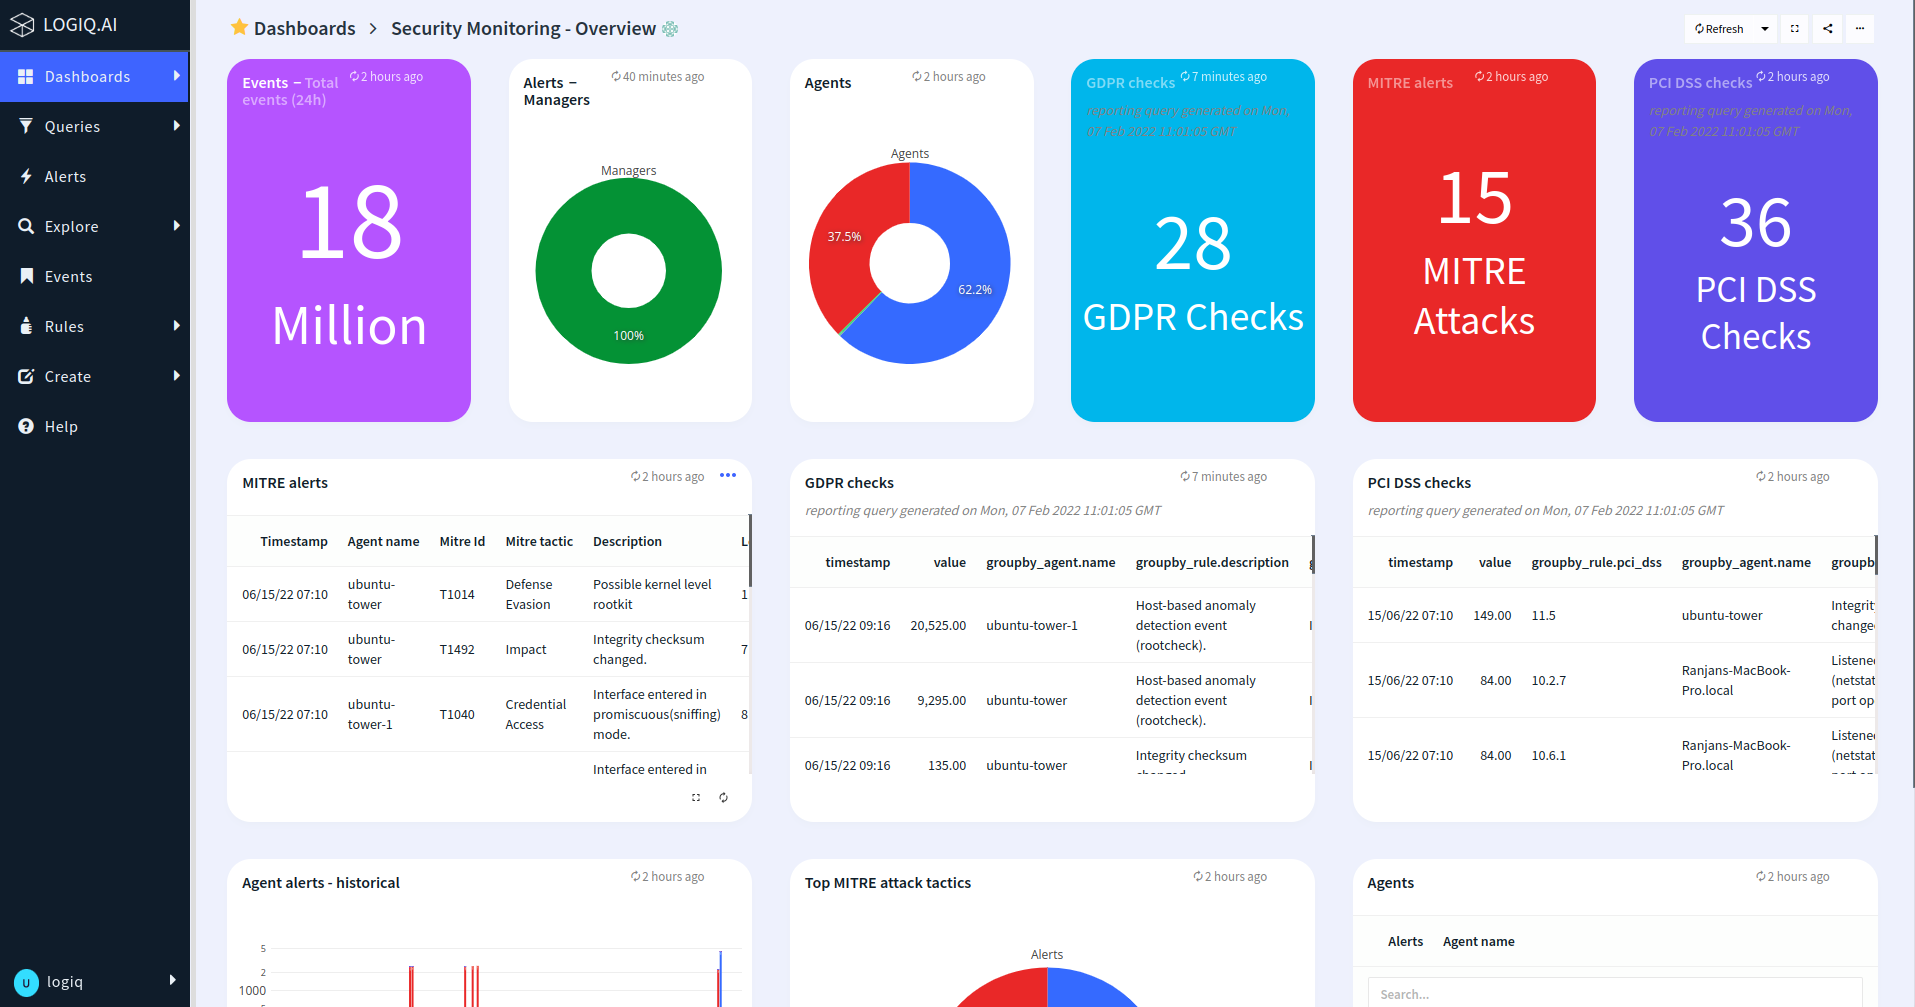 LOGIQ.AI
Dashboards
Queries
Alerts
Explore
Events
Rules
Create
Help
U logiq
Dashboards > Security Monitoring - Overview
Refresh
Events – Total
events (24h)
2 hours ago
18
Million
Alerts –
Managers
40 minutes ago
Managers
100%
Agents
2 hours ago
Agents
37.5%
62.2%
GDPR checks
7 minutes ago
reporting query generated on Mon,
07 Feb 2022 11:01:05 GMT
28
GDPR Checks
MITRE alerts
2 hours ago
15
MITRE
Attacks
PCI DSS checks
2 hours ago
reporting query generated on Mon,
07 Feb 2022 11:01:05 GMT
36
PCI DSS
Checks
MITRE alerts
2 hours ago
Timestamp Agent name Mitre Id Mitre tactic Description
06/15/22 07:10 ubuntu-tower T1014 Defense Evasion Possible kernel level rootkit 1
06/15/22 07:10 ubuntu-tower T1492 Impact Integrity checksum changed. 7
06/15/22 07:10 ubuntu-tower-1 T1040 Credential Access Interface entered in promiscuous(sniffing) mode. 8
Interface entered in
GDPR checks
7 minutes ago
reporting query generated on Mon, 07 Feb 2022 11:01:05 GMT
timestamp value groupby_agent.name groupby_rule.description
06/15/22 09:16 20,525.00 ubuntu-tower-1 Host-based anomaly detection event (rootcheck).
06/15/22 09:16 9,295.00 ubuntu-tower Host-based anomaly detection event (rootcheck).
06/15/22 09:16 135.00 ubuntu-tower Integrity checksum changed.
PCI DSS checks
2 hours ago
reporting query generated on Mon, 07 Feb 2022 11:01:05 GMT
timestamp value groupby_rule.pci_dss groupby_agent.name groupb
15/06/22 07:10 149.00 11.5 ubuntu-tower Integrit change
15/06/22 07:10 84.00 10.2.7 Ranjans-MacBook-Pro.local Listene (netstat port op
15/06/22 07:10 84.00 10.6.1 Ranjans-MacBook-Pro.local Listene (netstat port op
Agent alerts - historical
2 hours ago
5
2
1000
Top MITRE attack tactics
2 hours ago
Alerts
Agents
2 hours ago
Alerts Agent name
Search...